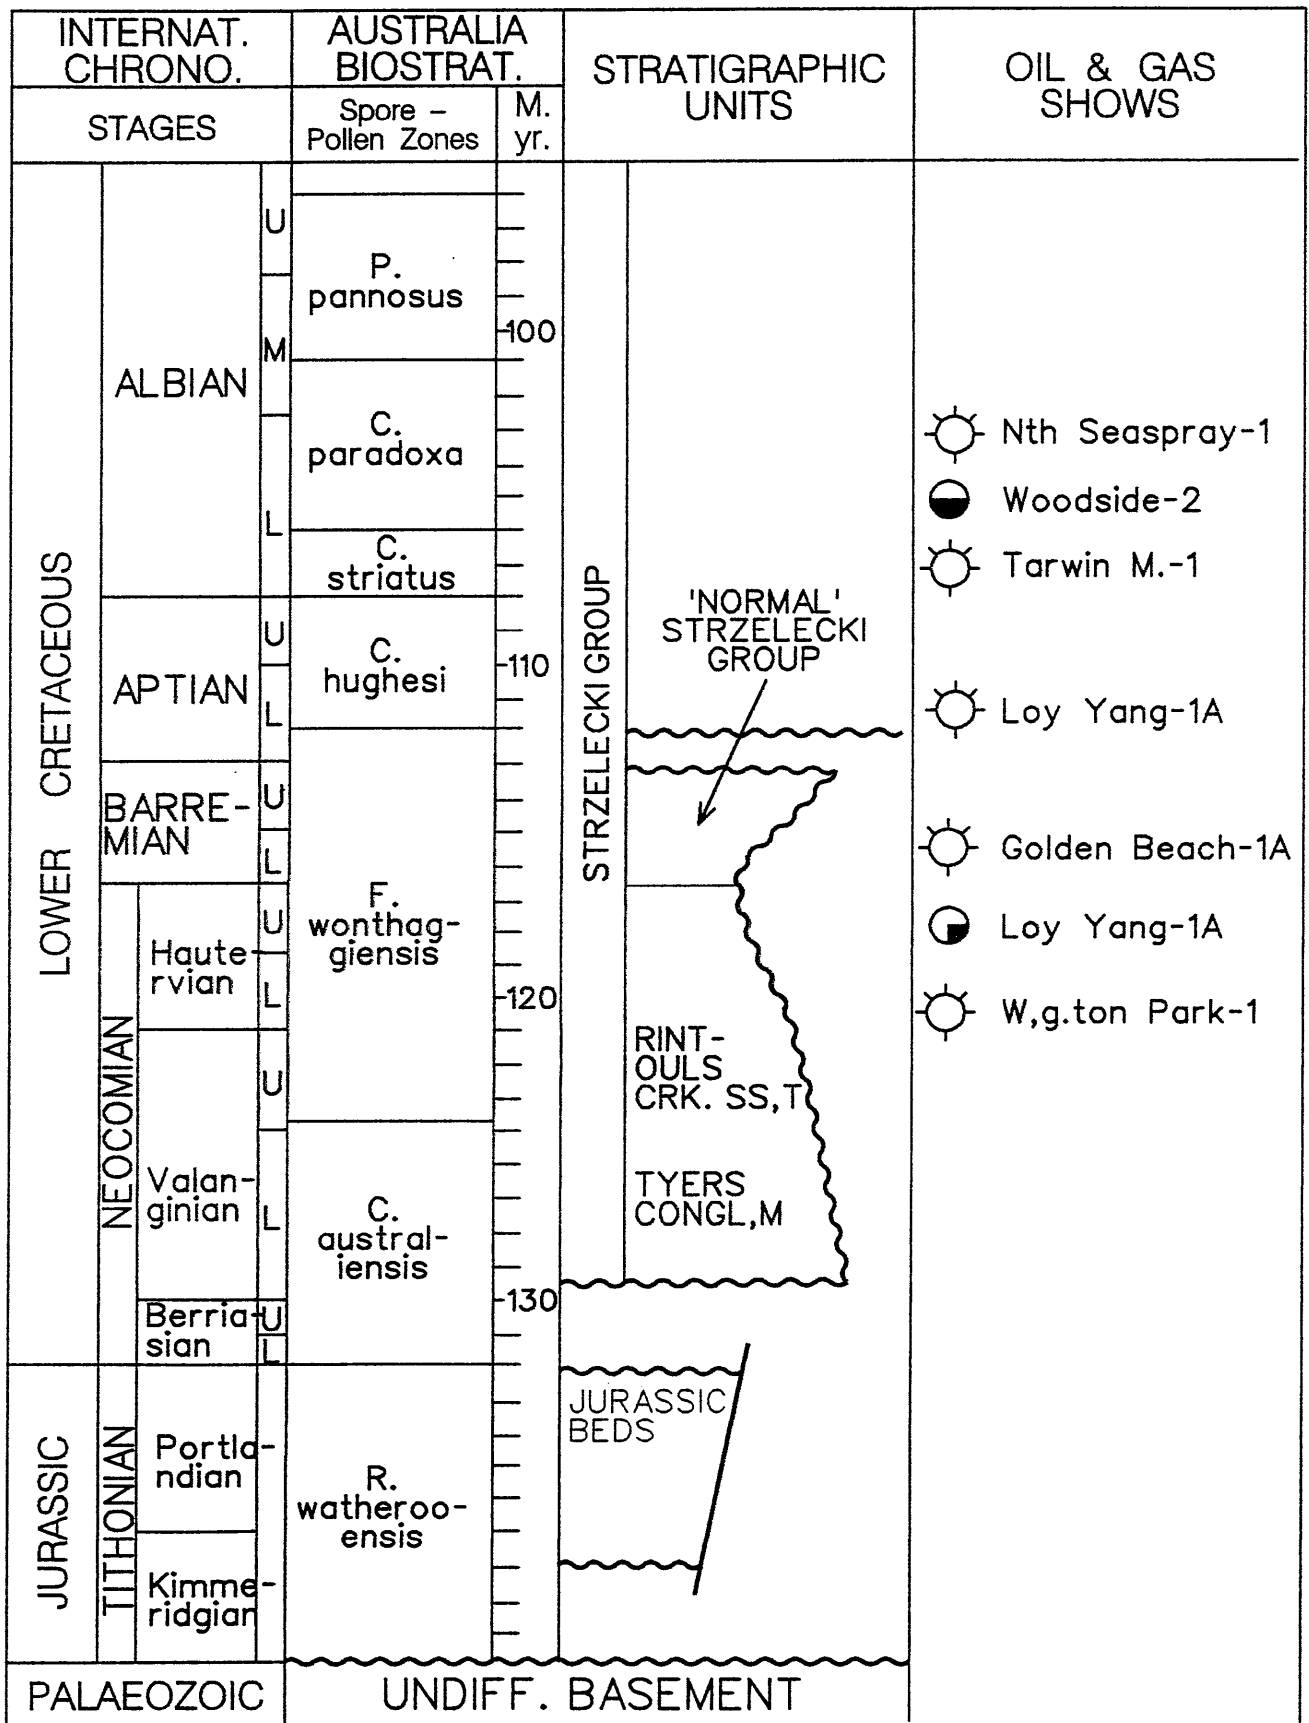 INTERNAT.
CHRONO.
AUSTRALIA
BIOSTRAT.
STRATIGRAPHIC
UNITS
OIL & GAS
SHOWS
STAGES
Spore -
Pollen Zones
M.
yr.
LOWER CRETACEOUS
ALBIAN
U
M
L
APTIAN
U
L
BARRE-
MIAN
U
L
NEOCOMIAN
Haute-
rvian
U
L
Valan-
ginian
U
L
Berria-
sian
U
L
JURASSIC
TITHONIAN
Portla-
ndian
Kimme-
ridgian
PALAEOZOIC
P.
pannosus
C.
paradoxa
C.
striatus
C.
hughesi
F.
wonthag-
giensis
C.
austral-
iensis
R.
watheroo-
ensis
100
110
120
130
STRZELECKI GROUP
'NORMAL'
STRZELECKI
GROUP
RINT-
OULS
CRK. SS,T
TYERS
CONGL,M
JURASSIC
BEDS
UNDIFF. BASEMENT
Nth Seaspray-1
Woodside-2
Tarwin M.-1
Loy Yang-1A
Golden Beach-1A
Loy Yang-1A
W,g.ton Park-1